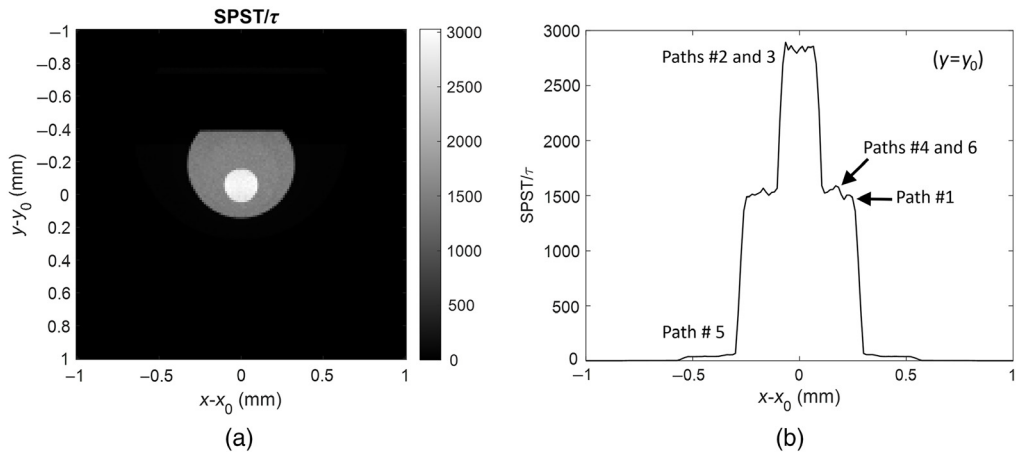 SPST/τ
–1
–0.8
–0.6
–0.4
–0.2
0
0.2
0.4
0.6
0.8
1
y-y0 (mm)
–1 –0.5 0 0.5 1
x-x0 (mm)
3000
2500
2000
1500
1000
500
0
(a)
3000
2500
2000
1500
1000
500
0
SPST/τ
Paths #2 and 3
(y=y0)
Paths #4 and 6
Path #1
Path # 5
–1 –0.5 0 0.5 1
x-x0 (mm)
(b)